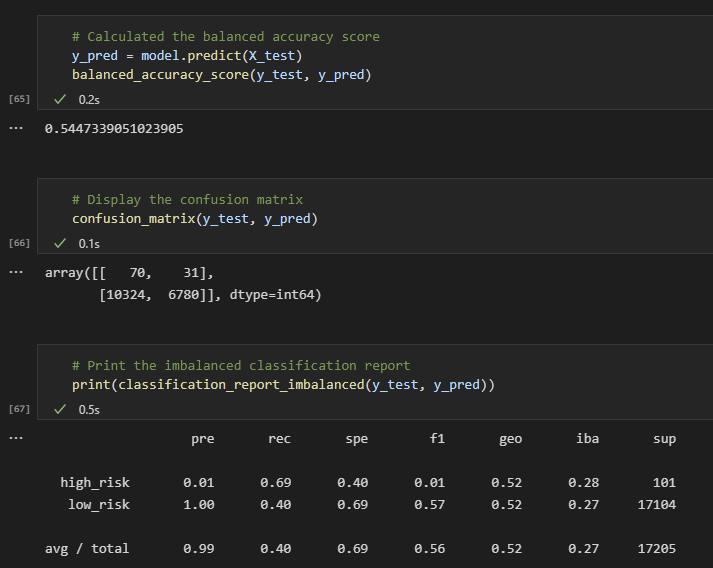 # Calculated the balanced accuracy score
y_pred = model.predict(X_test)
balanced_accuracy_score(y_test, y_pred)
[65] ✓ 0.2s
... 0.5447339051023905
# Display the confusion matrix
confusion_matrix(y_test, y_pred)
[66] ✓ 0.1s
... array([[   70,    31],
       [10324,  6780]], dtype=int64)
# Print the imbalanced classification report
print(classification_report_imbalanced(y_test, y_pred))
[67] ✓ 0.5s
...                pre       rec       spe        f1       geo       iba       sup
  high_risk       0.01      0.69      0.40      0.01      0.52      0.28       101
   low_risk       1.00      0.40      0.69      0.57      0.52      0.27     17104
avg / total       0.99      0.40      0.69      0.56      0.52      0.27     17205